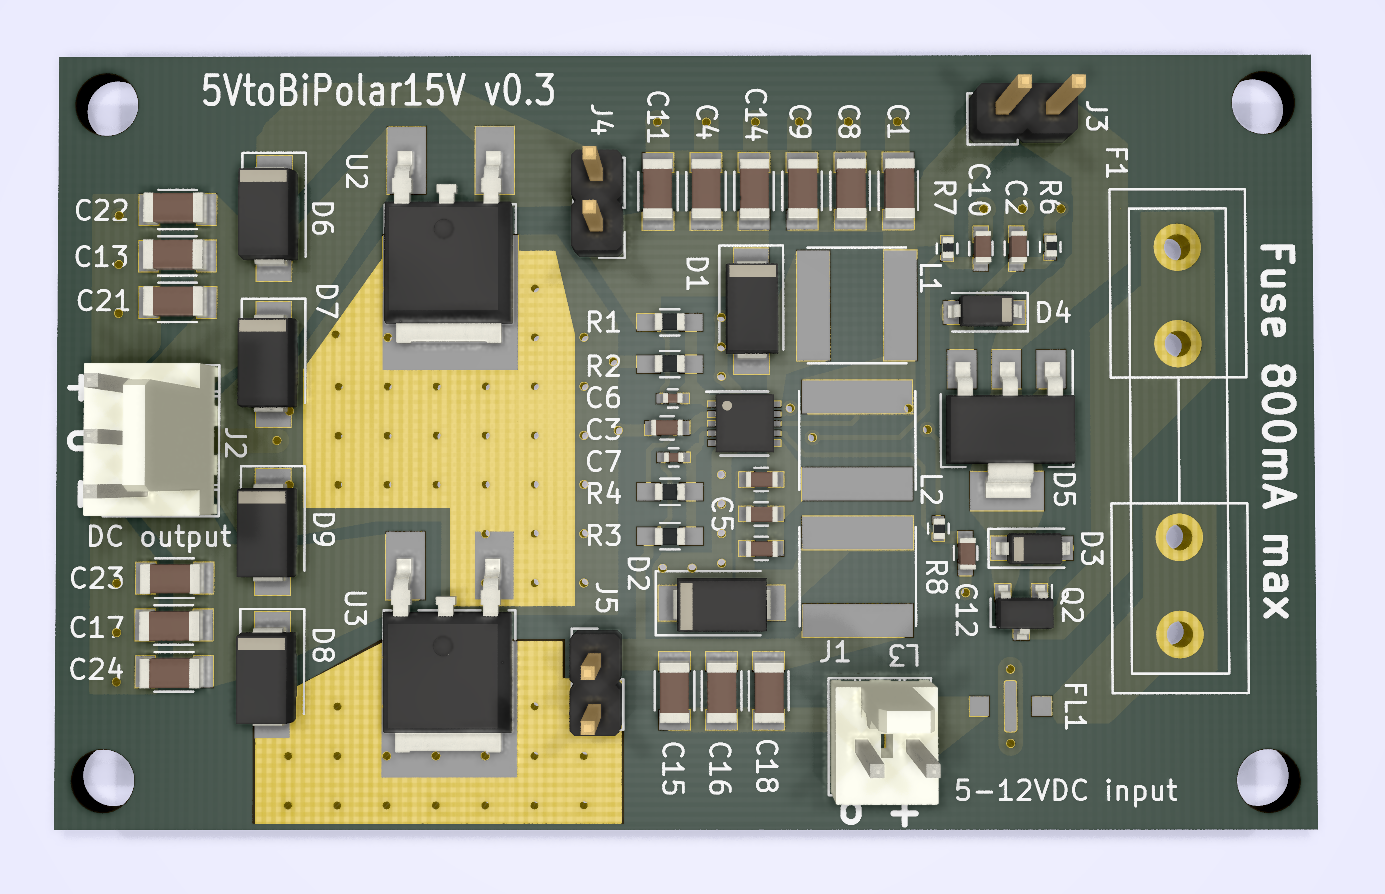 5VtoBiPolar15V v0.3
J4
C11
C4
C14
C9
C8
C1
J3
F1
U2
R7
C10
C2
R6
C22
D6
C13
C21
D7
D1
L1
D4
R1
R2
C6
C3
C7
R4
R3
C5
L2
D5
Fuse 800mA max
+
0
-
J2
DC output
D9
D2
J5
R8
C12
D3
Q2
C23
C17
C24
U3
D8
J1
L3
FL1
C15
C16
C18
5-12VDC input
0 +